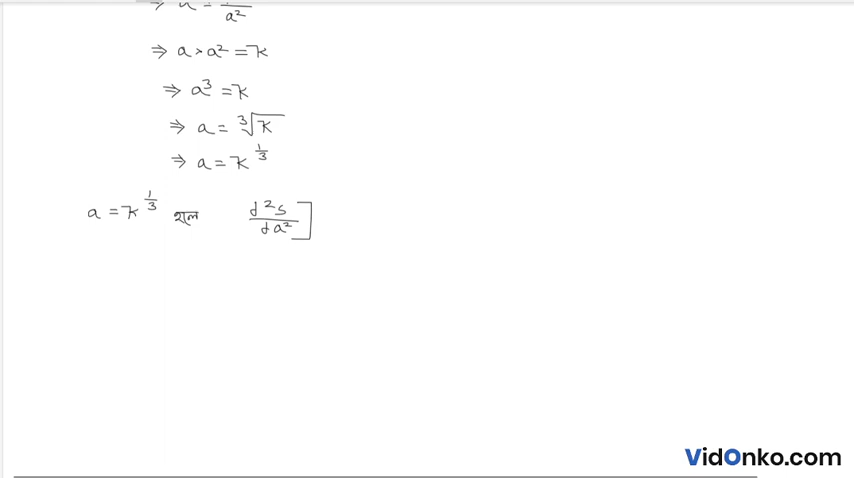 ⇒ a × a² = k
⇒ a³ = k
⇒ a = ∛k
⇒ a = k^(1/3)
a = k^(1/3) হলে d²s/da² ]
VidOnko.com